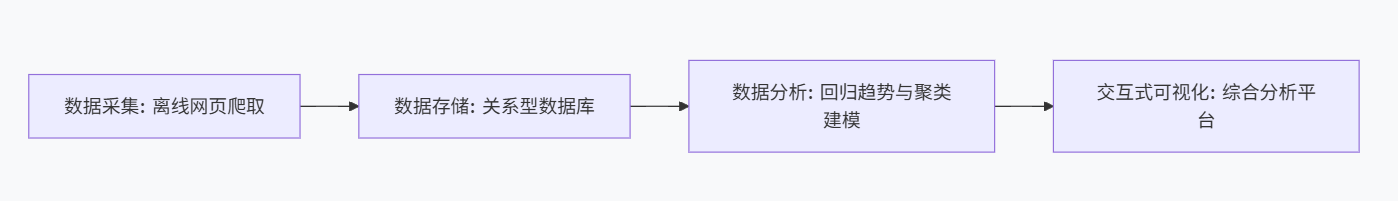 数据采集: 离线网页爬取
数据存储: 关系型数据库
数据分析: 回归趋势与聚类
建模
交互式可视化: 综合分析平
台